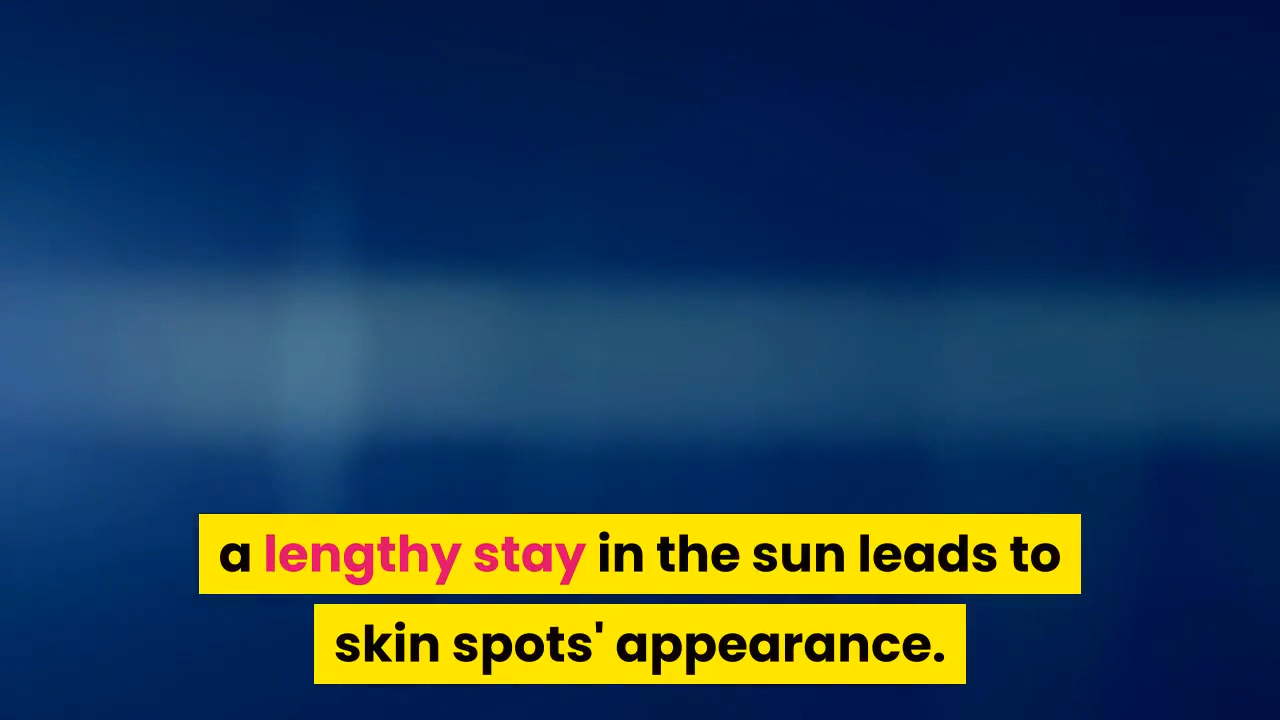 a lengthy stay in the sun leads to
skin spots' appearance.